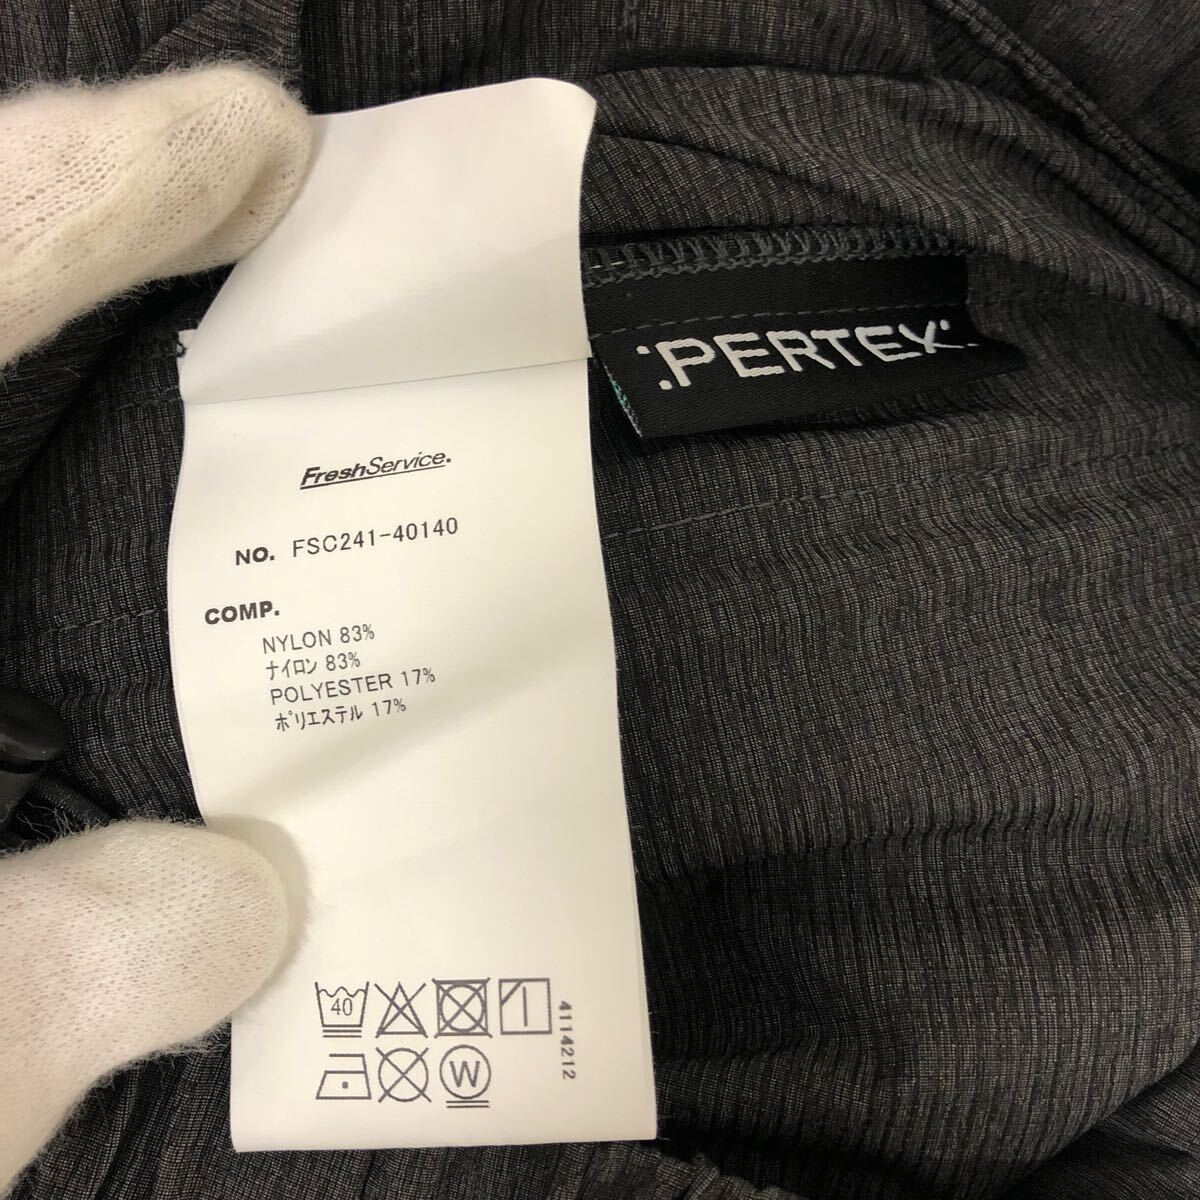 :PERTEX:
FreshService.
NO. FSC241-40140
COMP.
NYLON 83%
ナイロン 83%
POLYESTER 17%
ポリエステル 17%
40
W
4114212